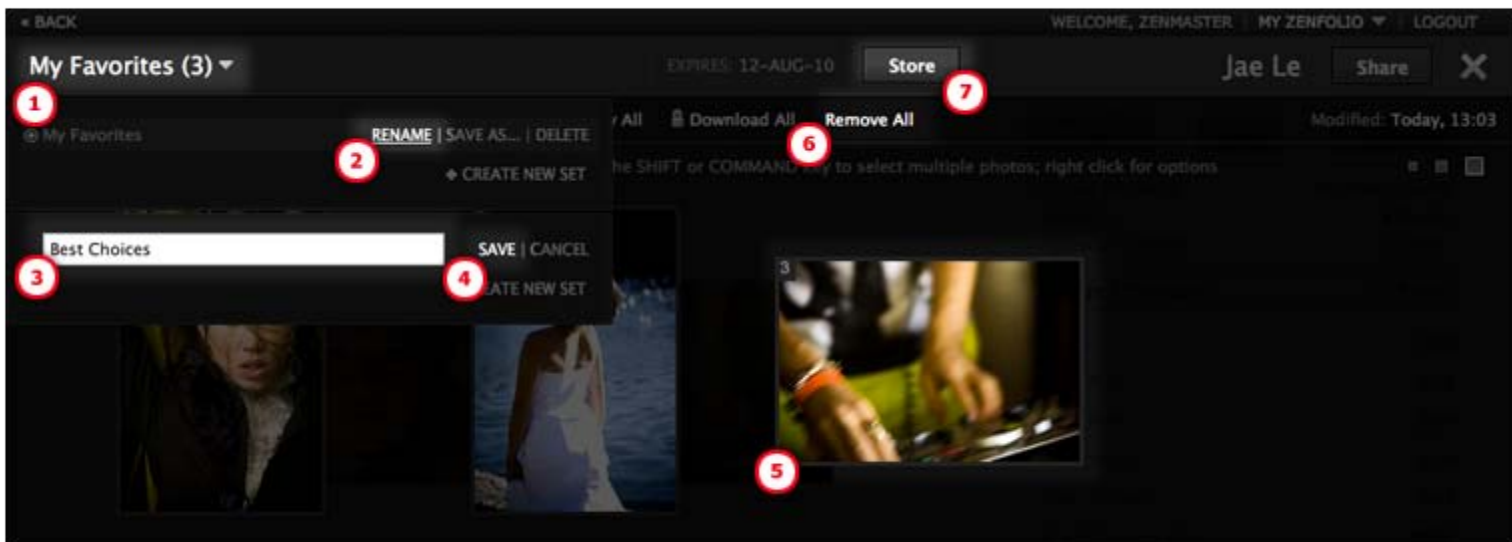 « BACK WELCOME, ZENMASTER | MY ZENFOLIO ▼ | LOGOUT
My Favorites (3) ▼ EXPIRES: 12-AUG-10 Store Jae Le Share X
1 7
My Favorites RENAME | SAVE AS... | DELETE All Download All Remove All Modified: Today, 13:03
2 6
+ CREATE NEW SET he SHIFT or COMMAND key to select multiple photos; right click for options
Best Choices SAVE | CANCEL
3 4 3
EATE NEW SET
5